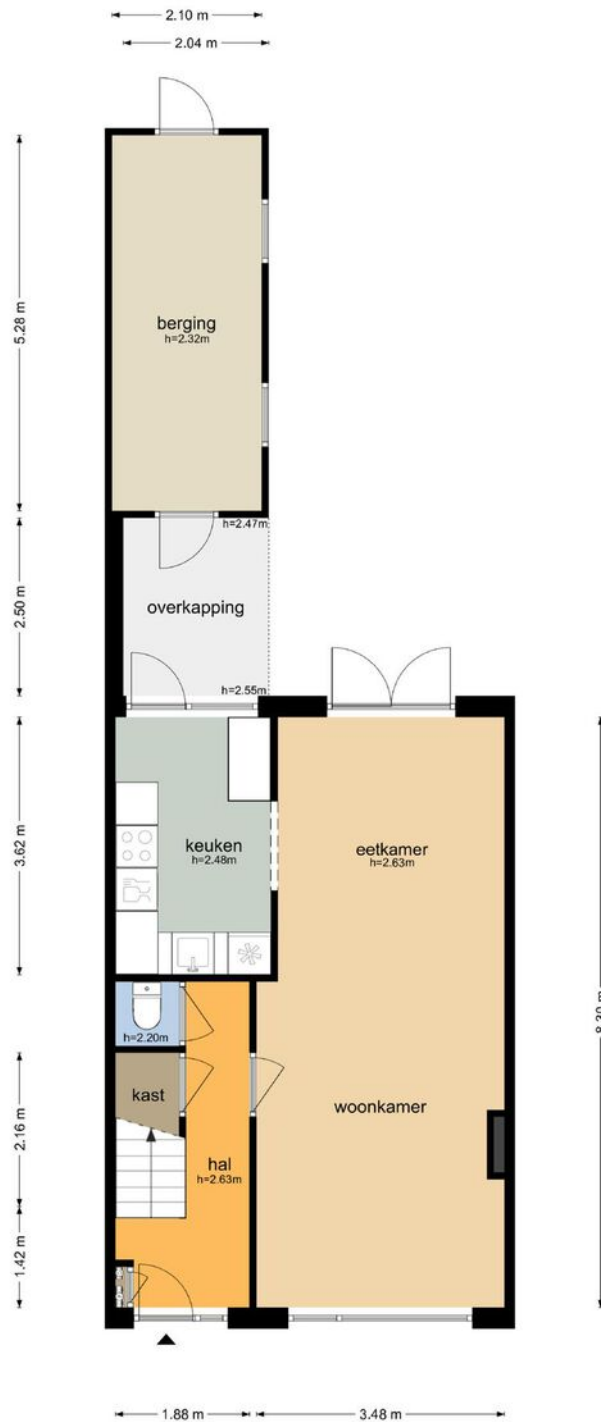 2.10 m
2.04 m
5.28 m
berging
h=2.32m
2.50 m
h=2.47m
overkapping
h=2.55m
3.62 m
keuken
h=2.48m
eetkamer
h=2.63m
8.30 m
h=2.20m
kast
2.16 m
woonkamer
hal
h=2.63m
1.42 m
1.88 m
3.48 m